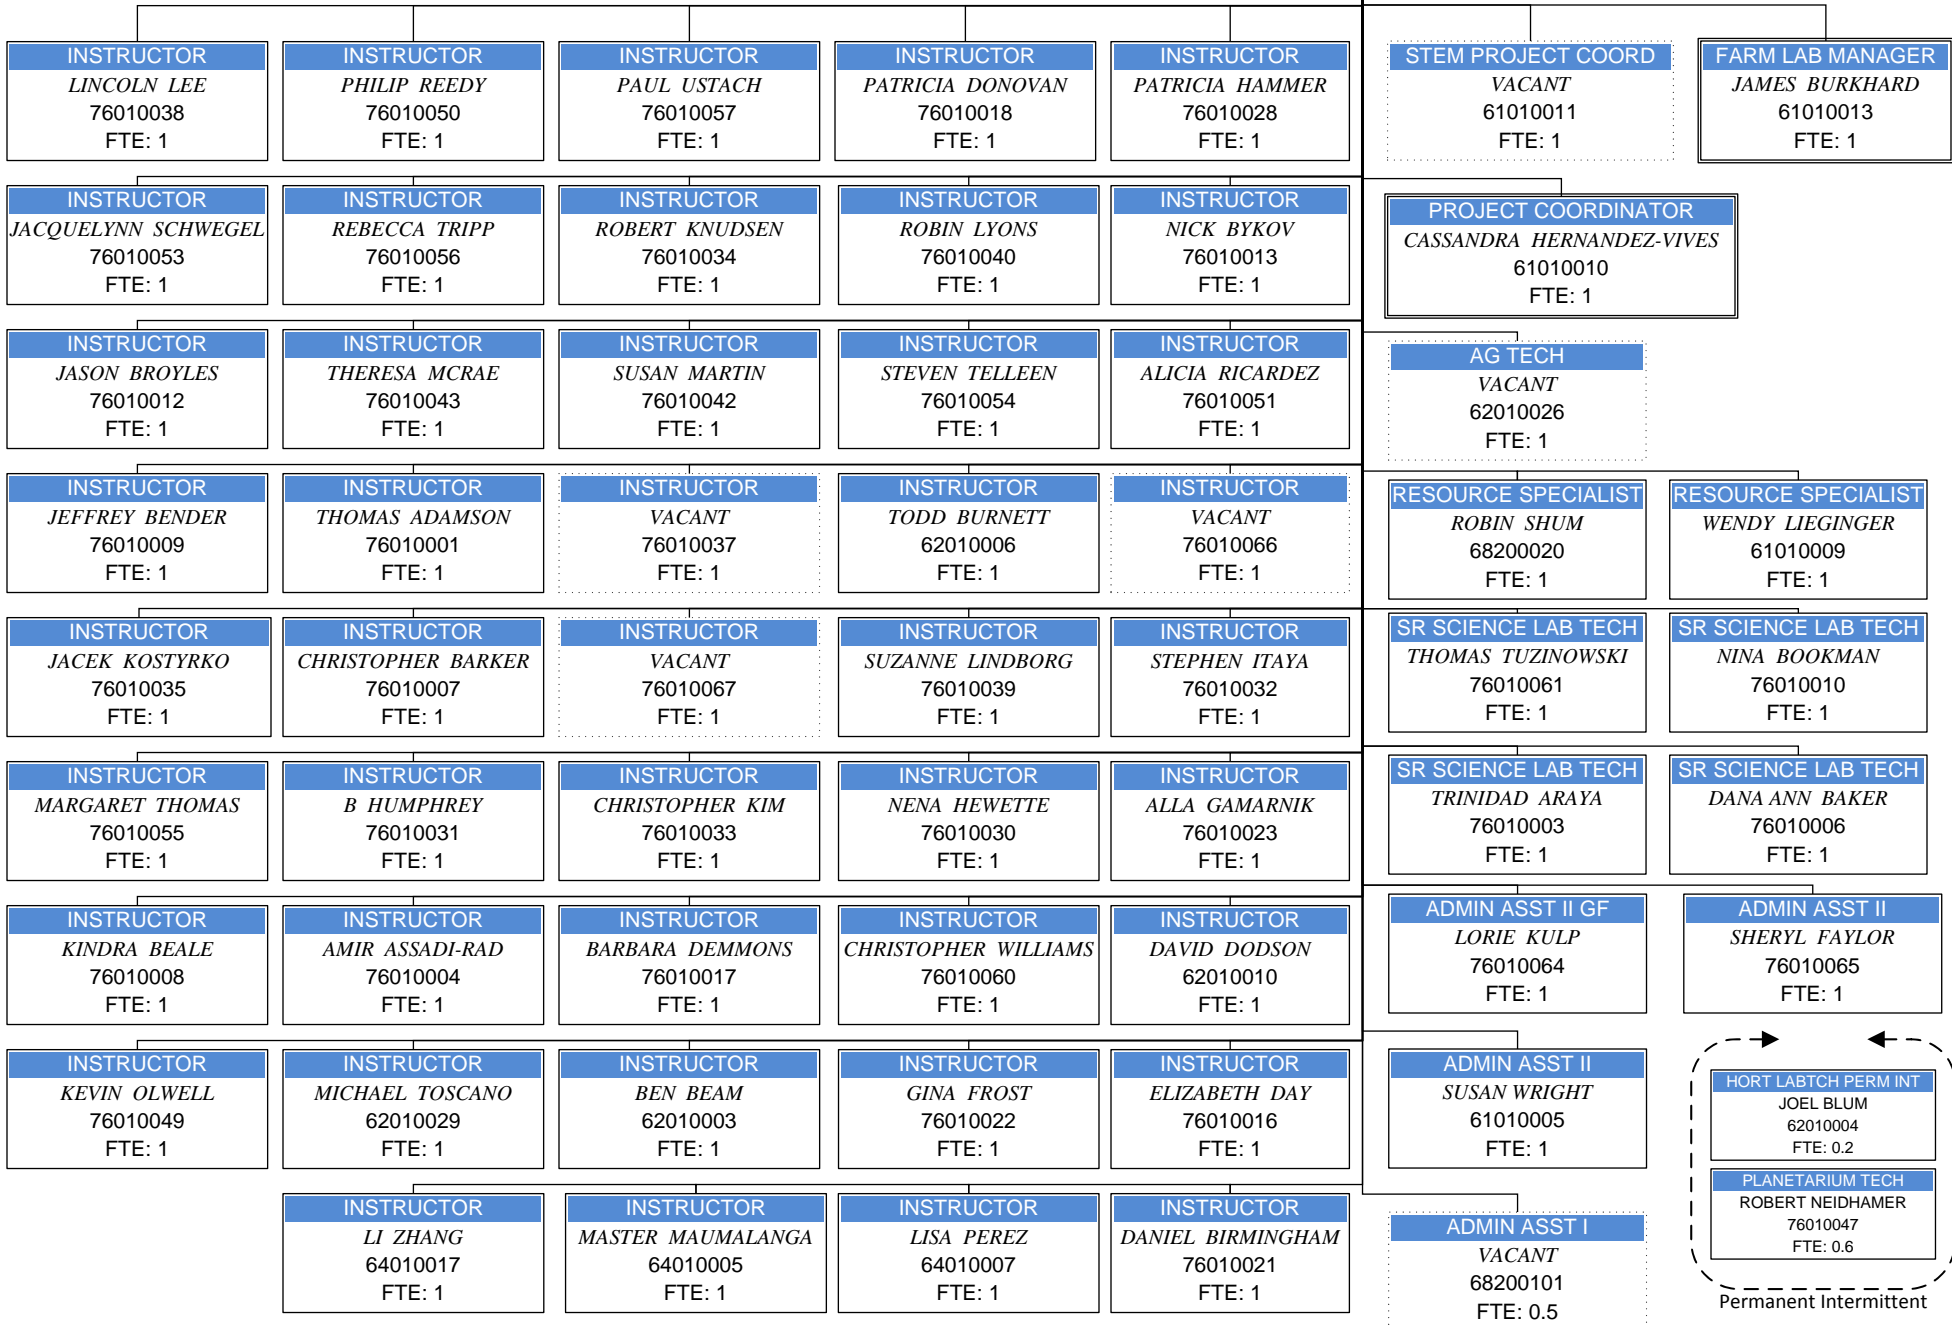 INSTRUCTOR
LINCOLN LEE
76010038
FTE: 1
INSTRUCTOR
PHILIP REEDY
76010050
FTE: 1
INSTRUCTOR
PAUL USTACH
76010057
FTE: 1
INSTRUCTOR
PATRICIA DONOVAN
76010018
FTE: 1
INSTRUCTOR
PATRICIA HAMMER
76010028
FTE: 1
STEM PROJECT COORD
VACANT
61010011
FTE: 1
FARM LAB MANAGER
JAMES BURKHARD
61010013
FTE: 1
INSTRUCTOR
JACQUELYNN SCHWEGEL
76010053
FTE: 1
INSTRUCTOR
REBECCA TRIPP
76010056
FTE: 1
INSTRUCTOR
ROBERT KNUDSEN
76010034
FTE: 1
INSTRUCTOR
ROBIN LYONS
76010040
FTE: 1
INSTRUCTOR
NICK BYKOV
76010013
FTE: 1
PROJECT COORDINATOR
CASSANDRA HERNANDEZ-VIVES
61010010
FTE: 1
INSTRUCTOR
JASON BROYLES
76010012
FTE: 1
INSTRUCTOR
THERESA MCRAE
76010043
FTE: 1
INSTRUCTOR
SUSAN MARTIN
76010042
FTE: 1
INSTRUCTOR
STEVEN TELLEEN
76010054
FTE: 1
INSTRUCTOR
ALICIA RICARDEZ
76010051
FTE: 1
AG TECH
VACANT
62010026
FTE: 1
INSTRUCTOR
JEFFREY BENDER
76010009
FTE: 1
INSTRUCTOR
THOMAS ADAMSON
76010001
FTE: 1
INSTRUCTOR
VACANT
76010037
FTE: 1
INSTRUCTOR
TODD BURNETT
62010006
FTE: 1
INSTRUCTOR
VACANT
76010066
FTE: 1
RESOURCE SPECIALIST
ROBIN SHUM
68200020
FTE: 1
RESOURCE SPECIALIST
WENDY LIEGINGER
61010009
FTE: 1
INSTRUCTOR
JACEK KOSTYRKO
76010035
FTE: 1
INSTRUCTOR
CHRISTOPHER BARKER
76010007
FTE: 1
INSTRUCTOR
VACANT
76010067
FTE: 1
INSTRUCTOR
SUZANNE LINDBORG
76010039
FTE: 1
INSTRUCTOR
STEPHEN ITAYA
76010032
FTE: 1
SR SCIENCE LAB TECH
THOMAS TUZINOWSKI
76010061
FTE: 1
SR SCIENCE LAB TECH
NINA BOOKMAN
76010010
FTE: 1
INSTRUCTOR
MARGARET THOMAS
76010055
FTE: 1
INSTRUCTOR
B HUMPHREY
76010031
FTE: 1
INSTRUCTOR
CHRISTOPHER KIM
76010033
FTE: 1
INSTRUCTOR
NENA HEWETTE
76010030
FTE: 1
INSTRUCTOR
ALLA GAMARNIK
76010023
FTE: 1
SR SCIENCE LAB TECH
TRINIDAD ARAYA
76010003
FTE: 1
SR SCIENCE LAB TECH
DANA ANN BAKER
76010006
FTE: 1
INSTRUCTOR
KINDRA BEALE
76010008
FTE: 1
INSTRUCTOR
AMIR ASSADI-RAD
76010004
FTE: 1
INSTRUCTOR
BARBARA DEMMONS
76010017
FTE: 1
INSTRUCTOR
CHRISTOPHER WILLIAMS
76010060
FTE: 1
INSTRUCTOR
DAVID DODSON
62010010
FTE: 1
ADMIN ASST II GF
LORIE KULP
76010064
FTE: 1
ADMIN ASST II
SHERYL FAYLOR
76010065
FTE: 1
INSTRUCTOR
KEVIN OLWELL
76010049
FTE: 1
INSTRUCTOR
MICHAEL TOSCANO
62010029
FTE: 1
INSTRUCTOR
BEN BEAM
62010003
FTE: 1
INSTRUCTOR
GINA FROST
76010022
FTE: 1
INSTRUCTOR
ELIZABETH DAY
76010016
FTE: 1
ADMIN ASST II
SUSAN WRIGHT
61010005
FTE: 1
HORT LABTCH PERM INT
JOEL BLUM
62010004
FTE: 0.2
PLANETARIUM TECH
ROBERT NEIDHAMER
76010047
FTE: 0.6
Permanent Intermittent
INSTRUCTOR
LI ZHANG
64010017
FTE: 1
INSTRUCTOR
MASTER MAUMALANGA
64010005
FTE: 1
INSTRUCTOR
LISA PEREZ
64010007
FTE: 1
INSTRUCTOR
DANIEL BIRMINGHAM
76010021
FTE: 1
ADMIN ASST I
VACANT
68200101
FTE: 0.5